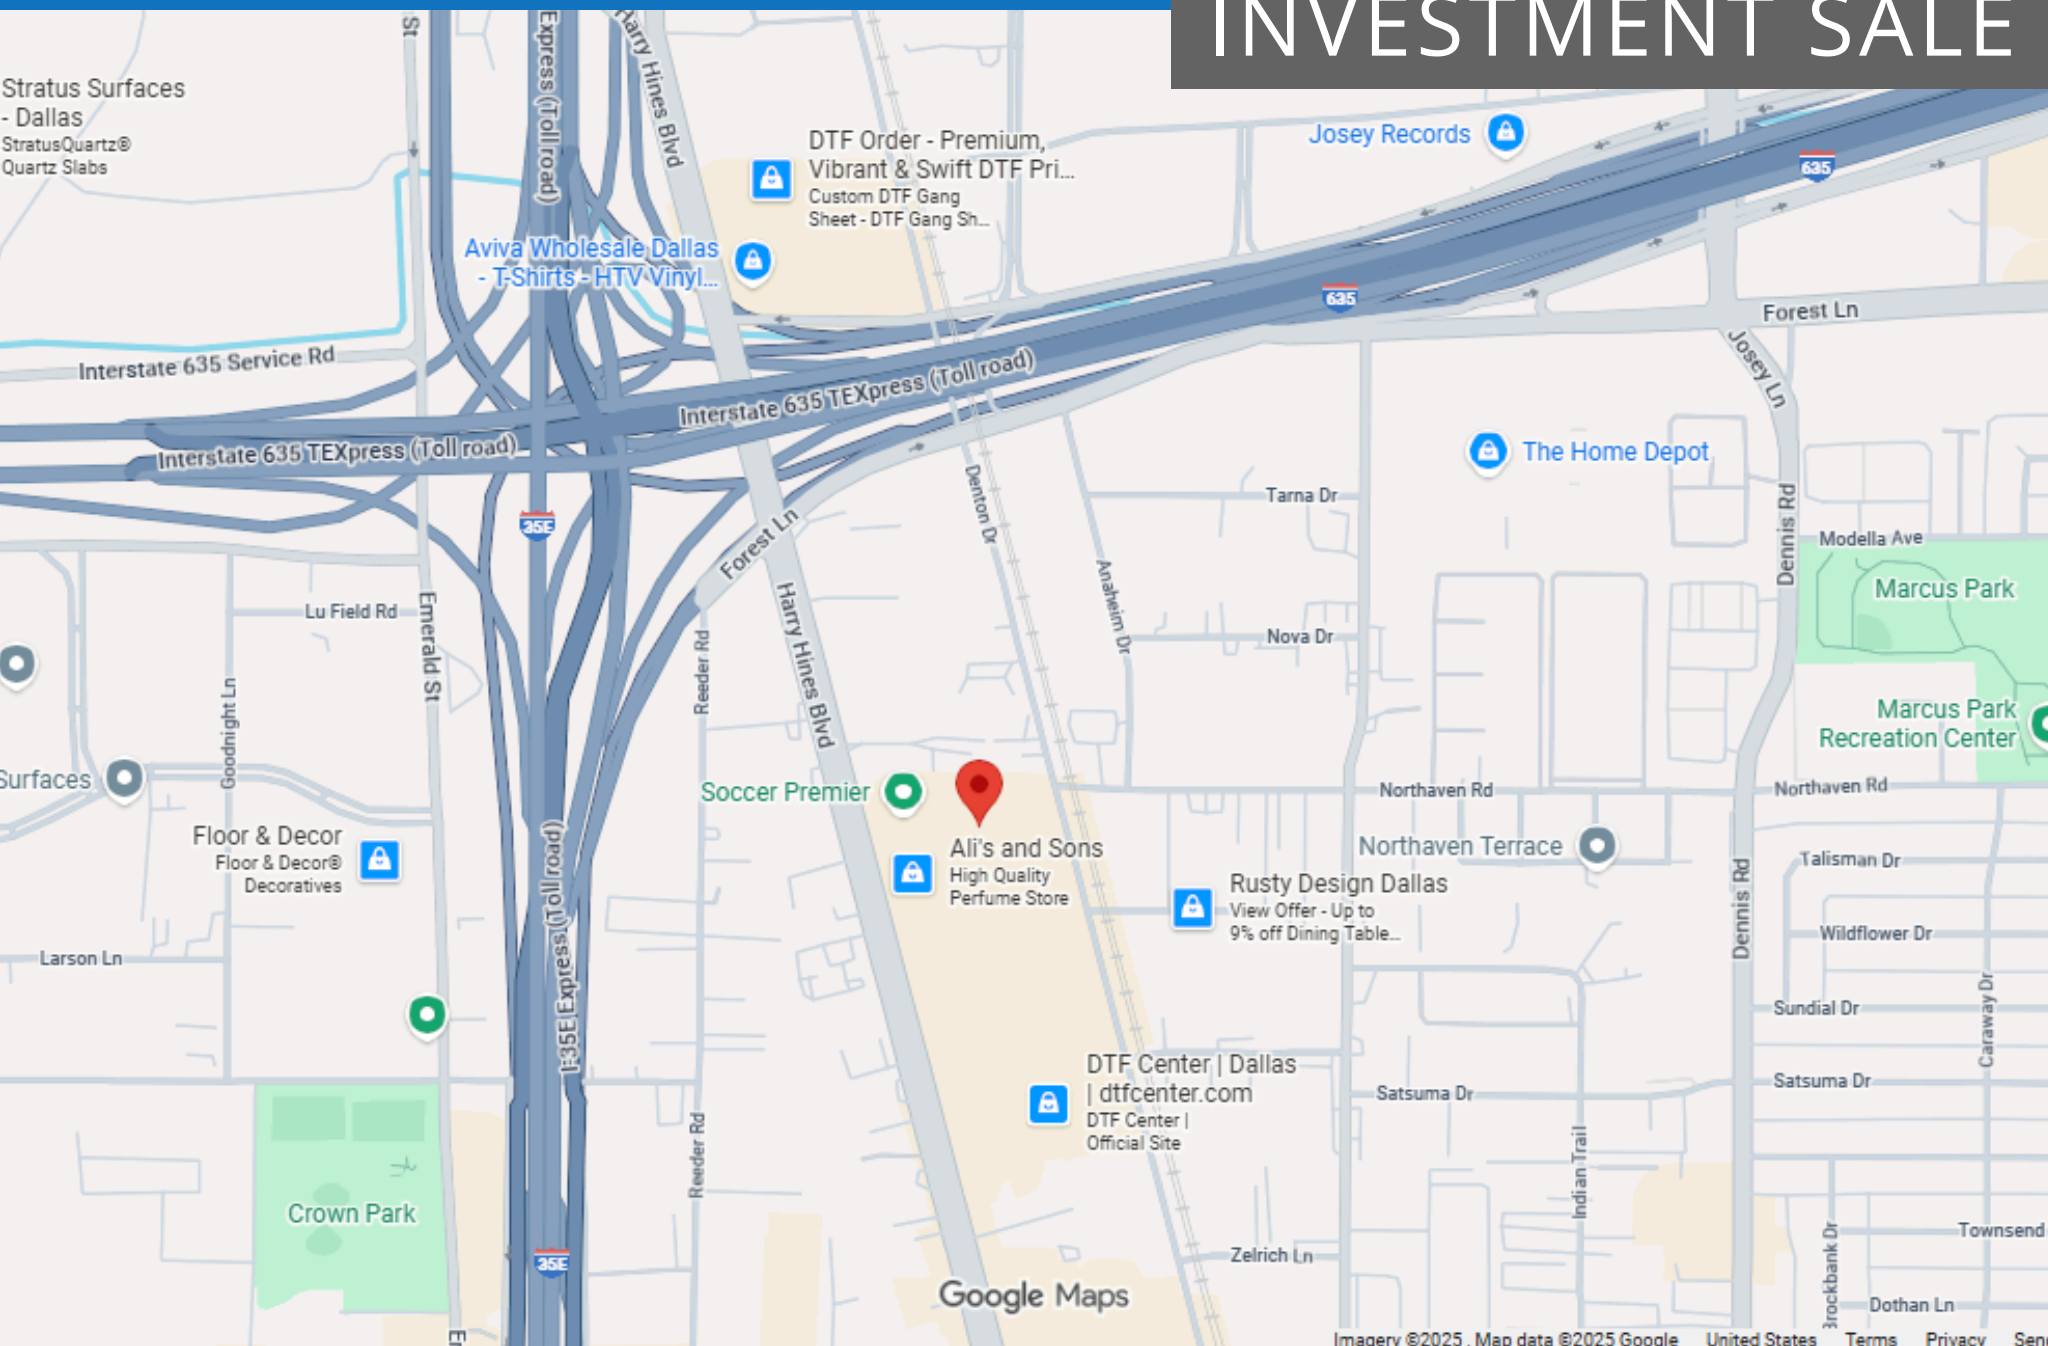 INVESTMENT SALE
St
Express (Toll road)
Harry Hines Blvd
Stratus Surfaces
- Dallas
StratusQuartz®
Quartz Slabs
DTF Order - Premium,
Vibrant & Swift DTF Pri...
Custom DTF Gang
Sheet - DTF Gang Sh...
Josey Records
635
Aviva Wholesale Dallas
- T-Shirts - HTV Vinyl...
635
Forest Ln
Josey Ln
Interstate 635 Service Rd
Interstate 635 TEXpress (Toll road)
Interstate 635 TEXpress (Toll road)
The Home Depot
Denton Dr
Tarna Dr
35E
Forest Ln
Dennis Rd
Modella Ave
Marcus Park
Anaheim Dr
Lu Field Rd
Emerald St
Harry Hines Blvd
Reeder Rd
Nova Dr
Goodnight Ln
Marcus Park
Recreation Center
Surfaces
Soccer Premier
Northaven Rd
Northaven Rd
Floor & Decor
Floor & Decor®
Decoratives
Ali's and Sons
High Quality
Perfume Store
Northaven Terrace
Talisman Dr
Rusty Design Dallas
View Offer - Up to
9% off Dining Table...
Dennis Rd
Wildflower Dr
Larson Ln
I-35E Express (Toll road)
Sundial Dr
Caraway Dr
DTF Center | Dallas
| dtfcenter.com
DTF Center |
Official Site
Satsuma Dr
Satsuma Dr
Reeder Rd
Indian Trail
Crown Park
Townsend
Brockbank Dr
35E
Zelrich Ln
Google Maps
Dothan Ln
Imagery ©2025 , Map data ©2025 Google United States Terms Privacy